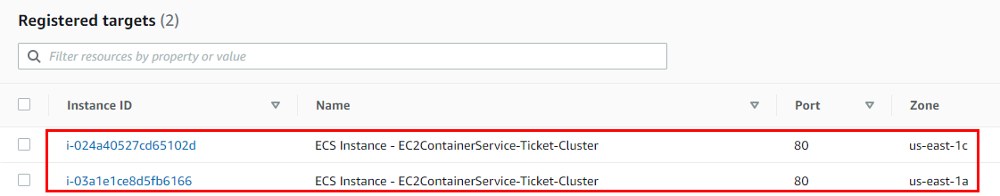 Registered targets (2)
Filter resources by property or value
Instance ID Name Port Zone
i-024a40527cd65102d ECS Instance - EC2ContainerService-Ticket-Cluster 80 us-east-1c
i-03a1e1ce8d5fb6166 ECS Instance - EC2ContainerService-Ticket-Cluster 80 us-east-1a